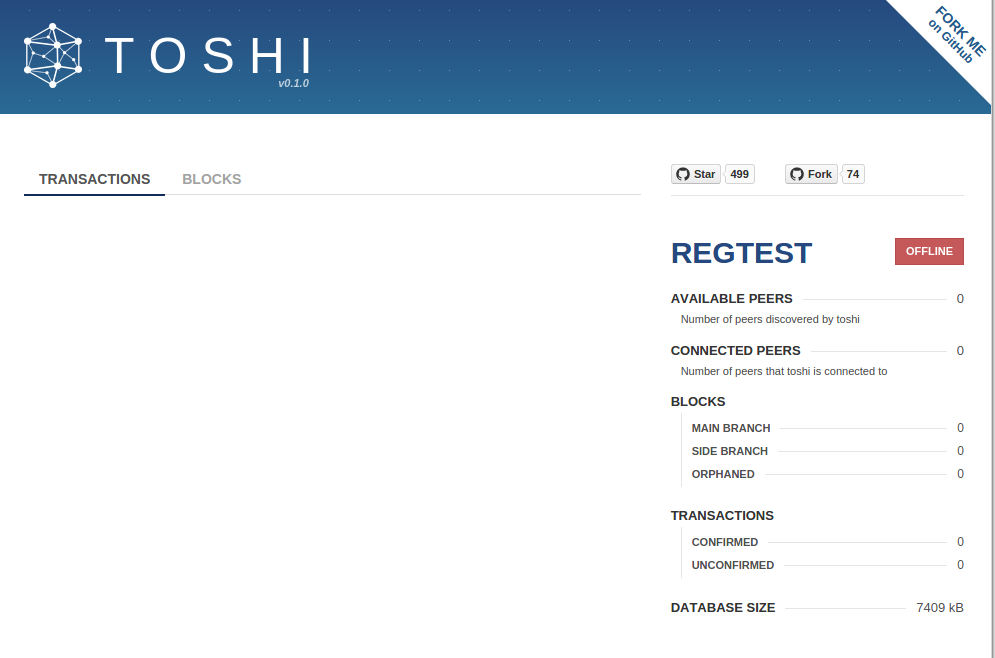 TOSHI
v0.1.0
FORK ME
on GitHub
TRANSACTIONS BLOCKS
Star 499 Fork 74
REGTEST OFFLINE
AVAILABLE PEERS 0
Number of peers discovered by toshi
CONNECTED PEERS 0
Number of peers that toshi is connected to
BLOCKS
MAIN BRANCH 0
SIDE BRANCH 0
ORPHANED 0
TRANSACTIONS
CONFIRMED 0
UNCONFIRMED 0
DATABASE SIZE 7409 kB